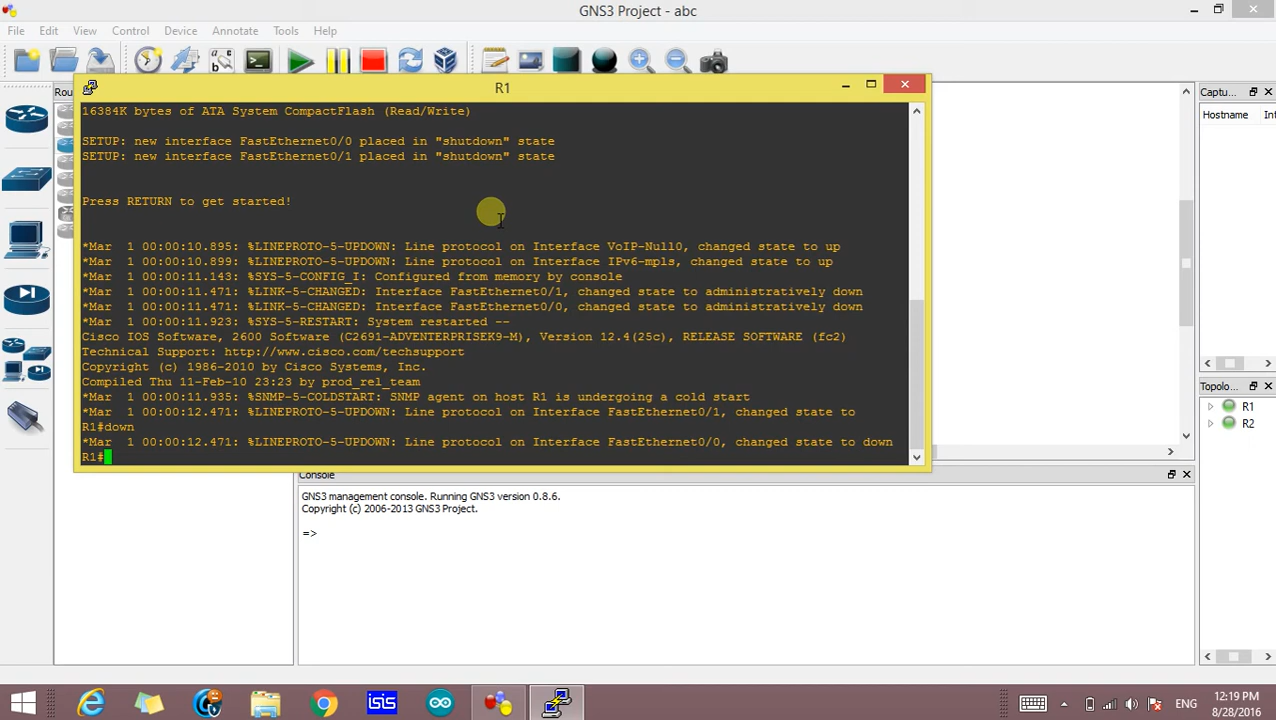 GNS3 Project - abc
File Edit View Control Device Annotate Tools Help
R1
Rou
Captu...
Hostname Int
16384K bytes of ATA System CompactFlash (Read/Write)
SETUP: new interface FastEthernet0/0 placed in "shutdown" state
SETUP: new interface FastEthernet0/1 placed in "shutdown" state
Press RETURN to get started!
*Mar  1 00:00:10.895: %LINEPROTO-5-UPDOWN: Line protocol on Interface VoIP-Null0, changed state to up
*Mar  1 00:00:10.899: %LINEPROTO-5-UPDOWN: Line protocol on Interface IPv6-mpls, changed state to up
*Mar  1 00:00:11.143: %SYS-5-CONFIG_I: Configured from memory by console
*Mar  1 00:00:11.471: %LINK-5-CHANGED: Interface FastEthernet0/1, changed state to administratively down
*Mar  1 00:00:11.471: %LINK-5-CHANGED: Interface FastEthernet0/0, changed state to administratively down
*Mar  1 00:00:11.923: %SYS-5-RESTART: System restarted --
Cisco IOS Software, 2600 Software (C2691-ADVENTERPRISEK9-M), Version 12.4(25c), RELEASE SOFTWARE (fc2)
Technical Support: http://www.cisco.com/techsupport
Copyright (c) 1986-2010 by Cisco Systems, Inc.
Compiled Thu 11-Feb-10 23:23 by prod_rel_team
*Mar  1 00:00:11.935: %SNMP-5-COLDSTART: SNMP agent on host R1 is undergoing a cold start
*Mar  1 00:00:12.471: %LINEPROTO-5-UPDOWN: Line protocol on Interface FastEthernet0/1, changed state to
R1#down
*Mar  1 00:00:12.471: %LINEPROTO-5-UPDOWN: Line protocol on Interface FastEthernet0/0, changed state to down
R1#
Topolo...
R1
R2
Console
GNS3 management console. Running GNS3 version 0.8.6.
Copyright (c) 2006-2013 GNS3 Project.
=>
isis
ENG
12:19 PM
8/28/2016